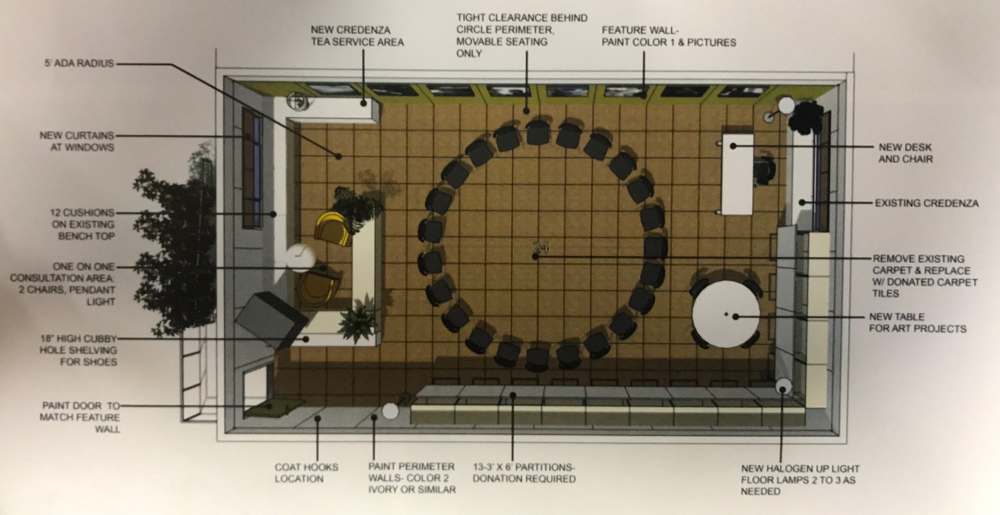 NEW CREDENZA
TEA SERVICE AREA
TIGHT CLEARANCE BEHIND
CIRCLE PERIMETER,
MOVABLE SEATING
ONLY
FEATURE WALL-
PAINT COLOR 1 & PICTURES
5' ADA RADIUS
NEW CURTAINS
AT WINDOWS
12 CUSHIONS
ON EXISTING
BENCH TOP
ONE ON ONE
CONSULTATION AREA:
2 CHAIRS, PENDANT
LIGHT
18" HIGH CUBBY
HOLE SHELVING
FOR SHOES
PAINT DOOR TO
MATCH FEATURE
WALL
24
NEW DESK
AND CHAIR
EXISTING CREDENZA
REMOVE EXISTING
CARPET & REPLACE
W/ DONATED CARPET
TILES
NEW TABLE
FOR ART PROJECTS
COAT HOOKS
LOCATION
PAINT PERIMETER
WALLS- COLOR 2
IVORY OR SIMILAR
13-3' X 6' PARTITIONS-
DONATION REQUIRED
NEW HALOGEN UP LIGHT
FLOOR LAMPS 2 TO 3 AS
NEEDED